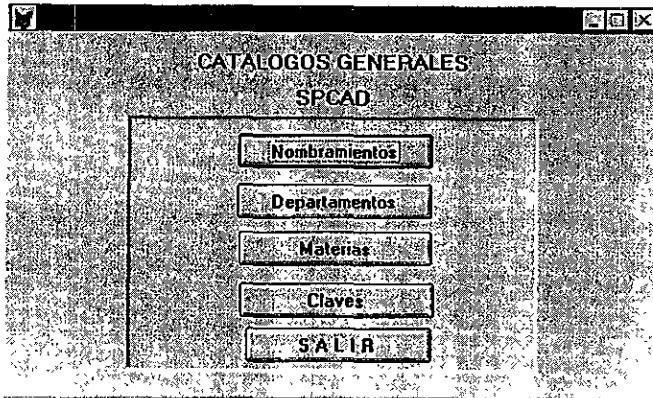 CATALOGOS GENERALES
SPCAD
Nombramientos
Departamentos
Materias
Claves
S A L I R